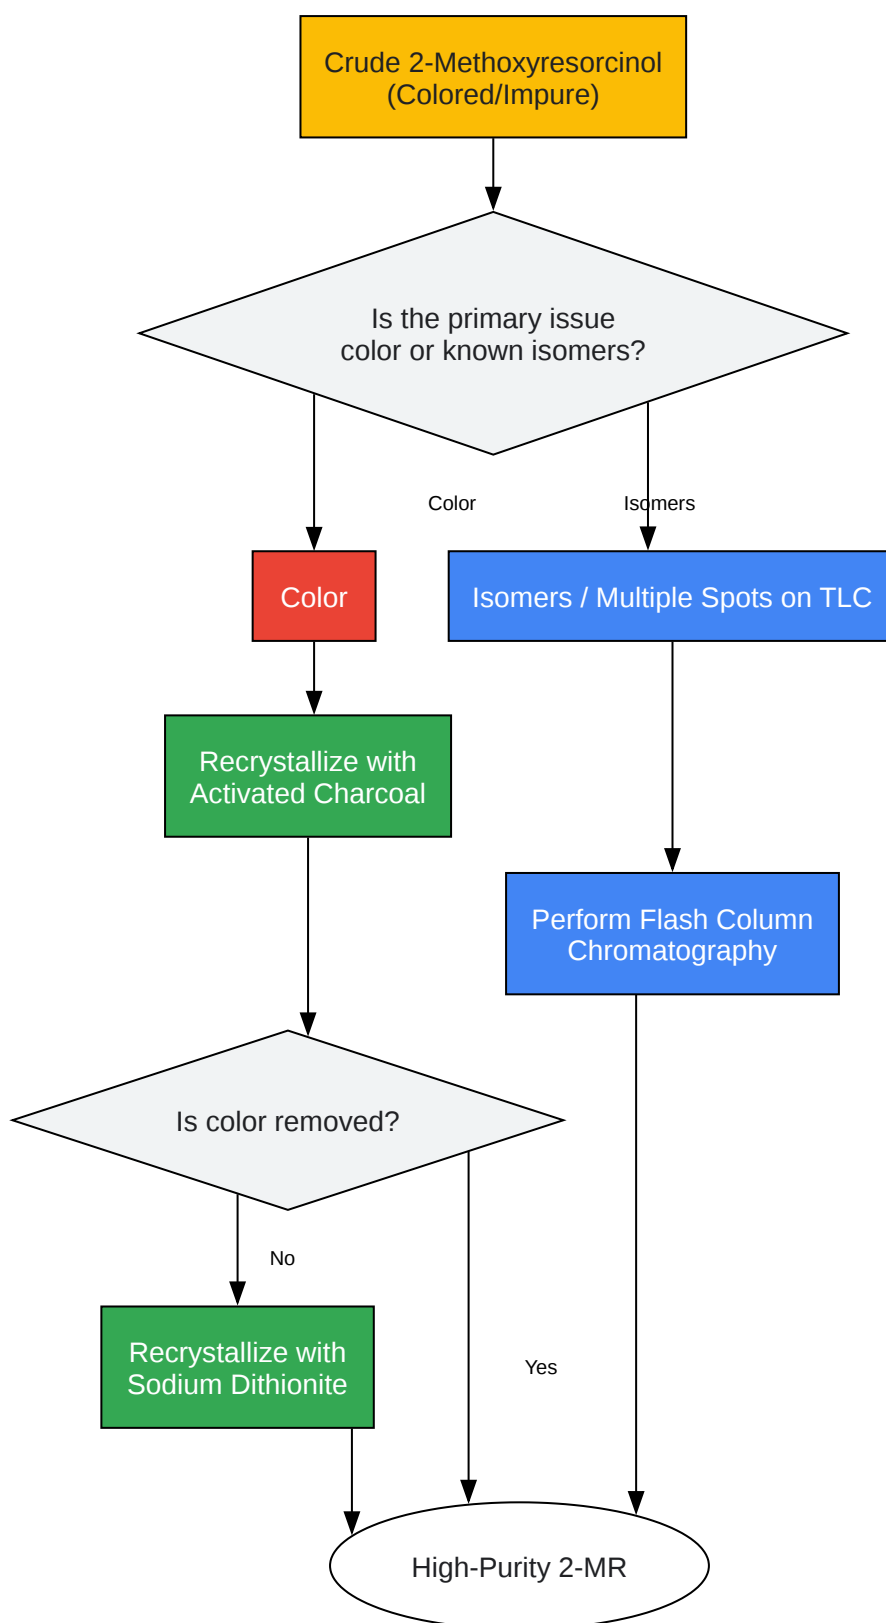 Crude 2-Methoxyresorcinol
(Colored/Impure)
Is the primary issue
color or known isomers?
Color
Isomers
Color
Isomers / Multiple Spots on TLC
Recrystallize with
Activated Charcoal
Perform Flash Column
Chromatography
Is color removed?
No
Recrystallize with
Sodium Dithionite
Yes
High-Purity 2-MR